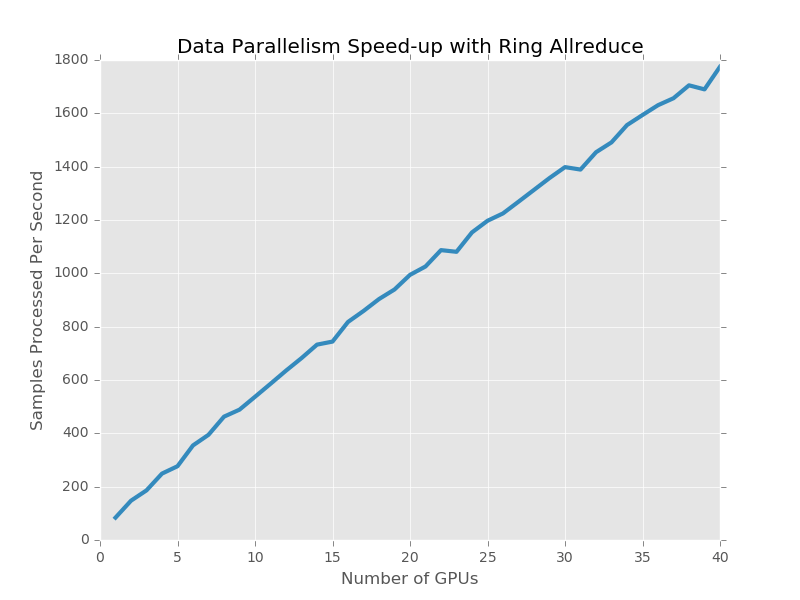 Data Parallelism Speed-up with Ring Allreduce
1800
1600
1400
1200
1000
800
600
400
200
0
Samples Processed Per Second
0 5 10 15 20 25 30 35 40
Number of GPUs